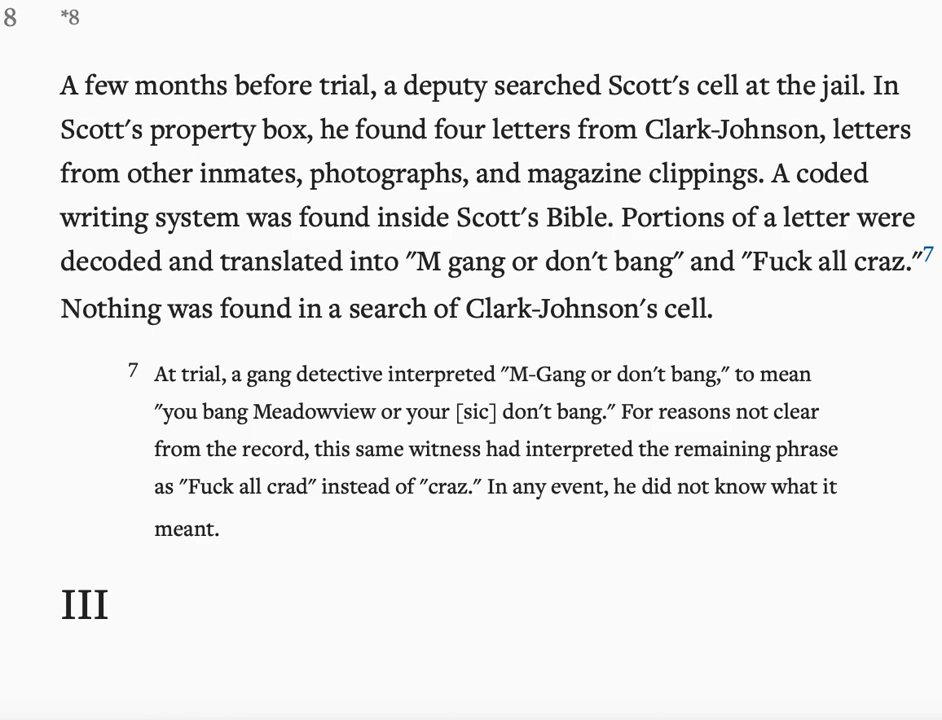 8 *8
A few months before trial, a deputy searched Scott's cell at the jail. In
Scott's property box, he found four letters from Clark-Johnson, letters
from other inmates, photographs, and magazine clippings. A coded
writing system was found inside Scott's Bible. Portions of a letter were
decoded and translated into "M gang or don't bang" and "Fuck all craz."7
Nothing was found in a search of Clark-Johnson's cell.
7 At trial, a gang detective interpreted "M-Gang or don't bang," to mean
"you bang Meadowview or your [sic] don't bang." For reasons not clear
from the record, this same witness had interpreted the remaining phrase
as "Fuck all crad" instead of "craz." In any event, he did not know what it
meant.
III